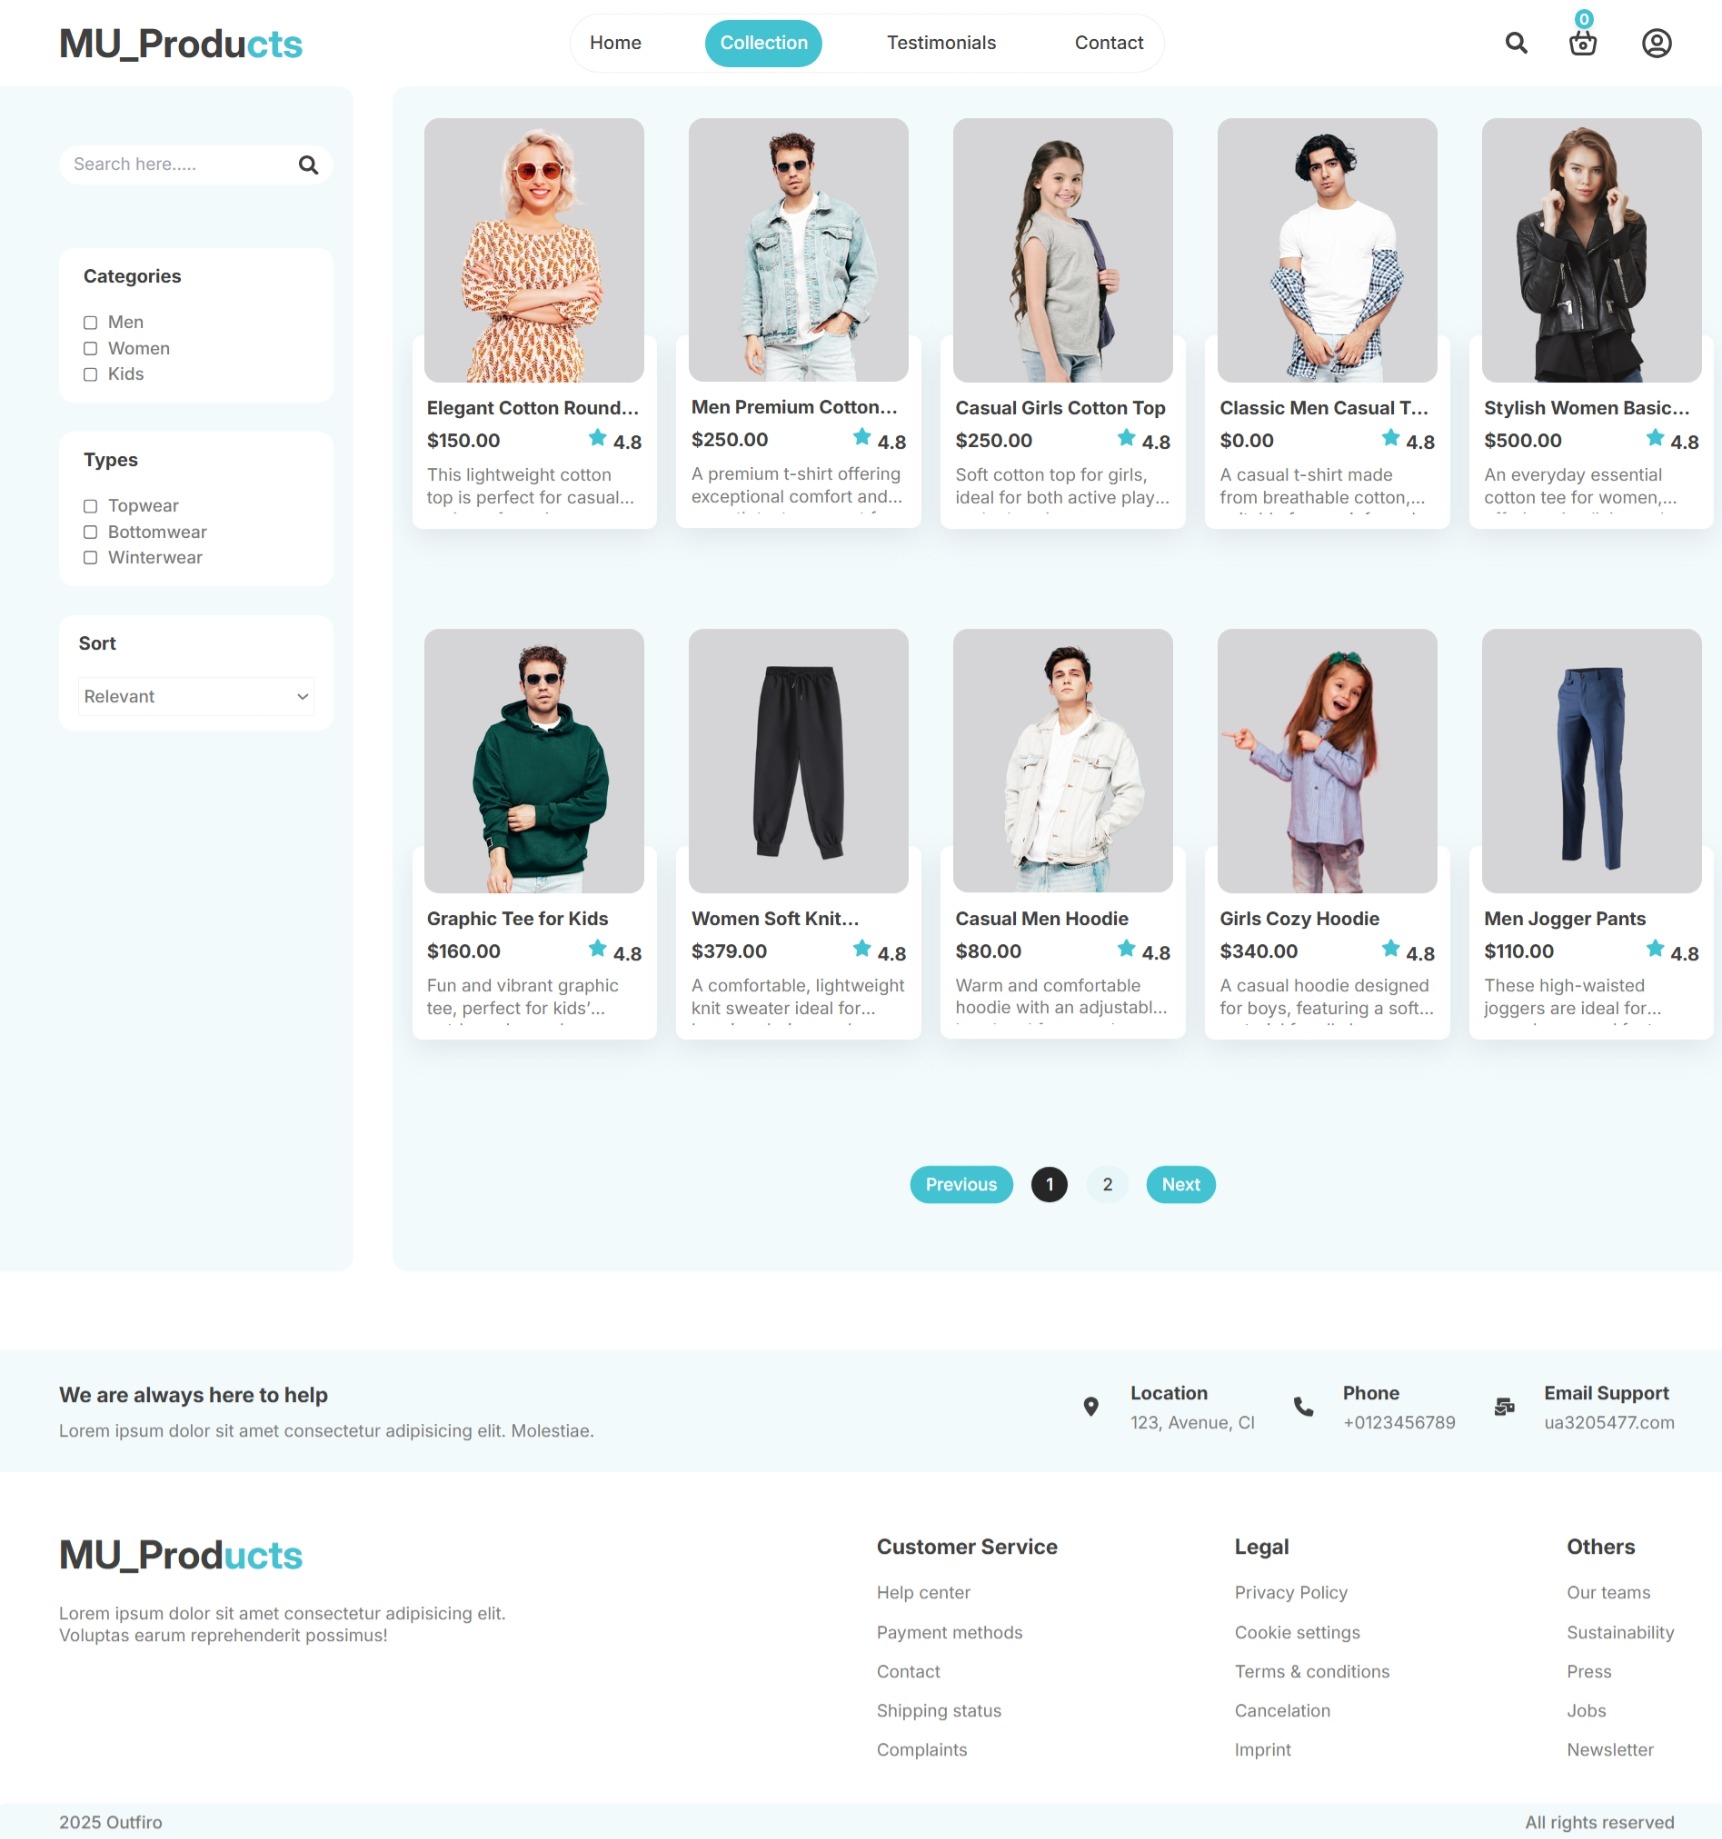 MU_Products
Home
Collection
Testimonials
Contact
0
Search here.....
Categories
Men
Women
Kids
Types
Topwear
Bottomwear
Winterwear
Sort
Relevant
Elegant Cotton Round...
$150.00
4.8
This lightweight cotton
top is perfect for casual...
Men Premium Cotton...
$250.00
4.8
A premium t-shirt offering
exceptional comfort and...
Casual Girls Cotton Top
$250.00
4.8
Soft cotton top for girls,
ideal for both active play...
Classic Men Casual T...
$0.00
4.8
A casual t-shirt made
from breathable cotton,...
Stylish Women Basic...
$500.00
4.8
An everyday essential
cotton tee for women,...
Graphic Tee for Kids
$160.00
4.8
Fun and vibrant graphic
tee, perfect for kids’...
Women Soft Knit...
$379.00
4.8
A comfortable, lightweight
knit sweater ideal for...
Casual Men Hoodie
$80.00
4.8
Warm and comfortable
hoodie with an adjustabl...
Girls Cozy Hoodie
$340.00
4.8
A casual hoodie designed
for boys, featuring a soft...
Men Jogger Pants
$110.00
4.8
These high-waisted
joggers are ideal for...
Previous
1
2
Next
We are always here to help
Lorem ipsum dolor sit amet consectetur adipisicing elit. Molestiae.
Location
123, Avenue, CI
Phone
+0123456789
Email Support
ua3205477.com
MU_Products
Lorem ipsum dolor sit amet consectetur adipisicing elit.
Voluptas earum reprehenderit possimus!
Customer Service
Help center
Payment methods
Contact
Shipping status
Complaints
Legal
Privacy Policy
Cookie settings
Terms & conditions
Cancelation
Imprint
Others
Our teams
Sustainability
Press
Jobs
Newsletter
2025 Outfiro
All rights reserved